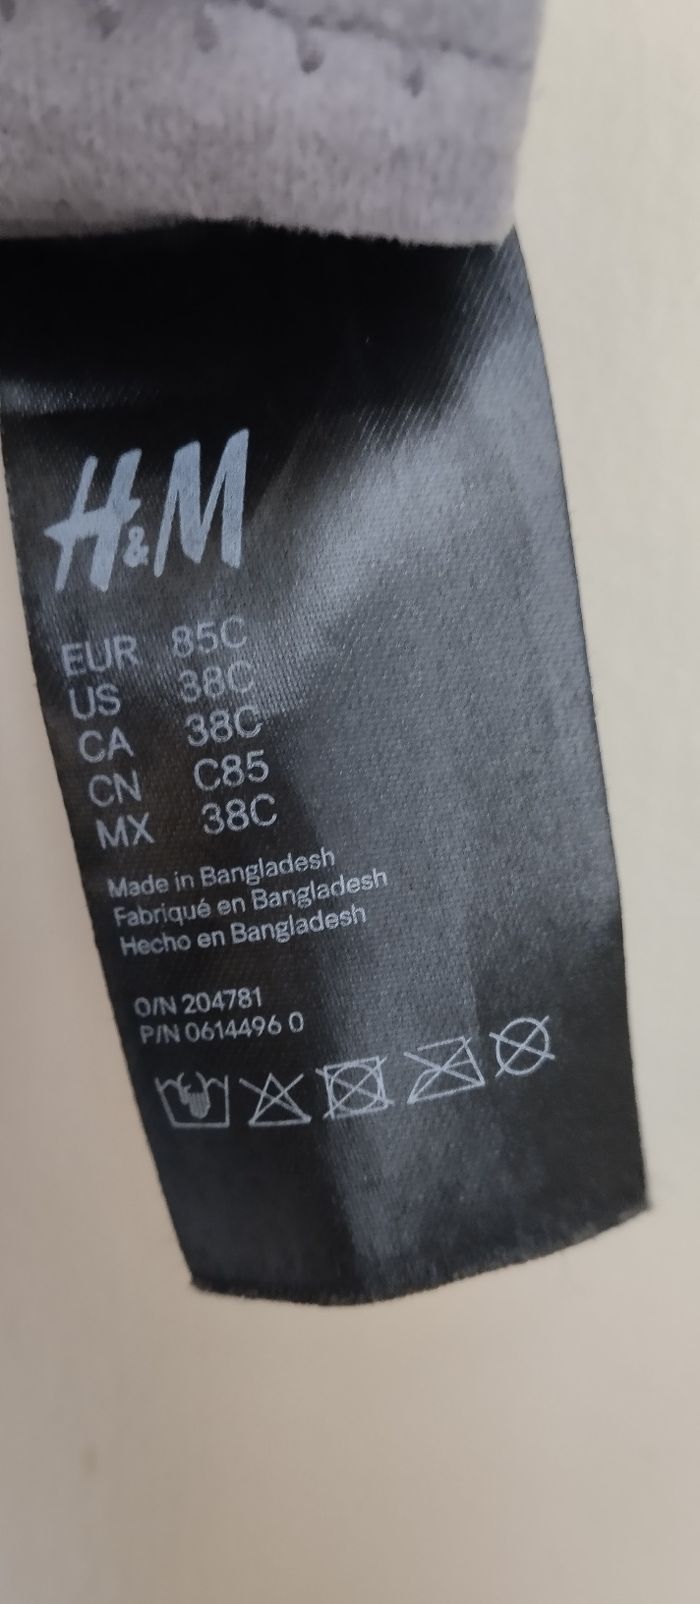 H&M
EUR 85C
US 38C
CA 38C
CN C85
MX 38C
Made in Bangladesh
Fabriqué en Bangladesh
Hecho en Bangladesh
O/N 204781
P/N 0614496 0